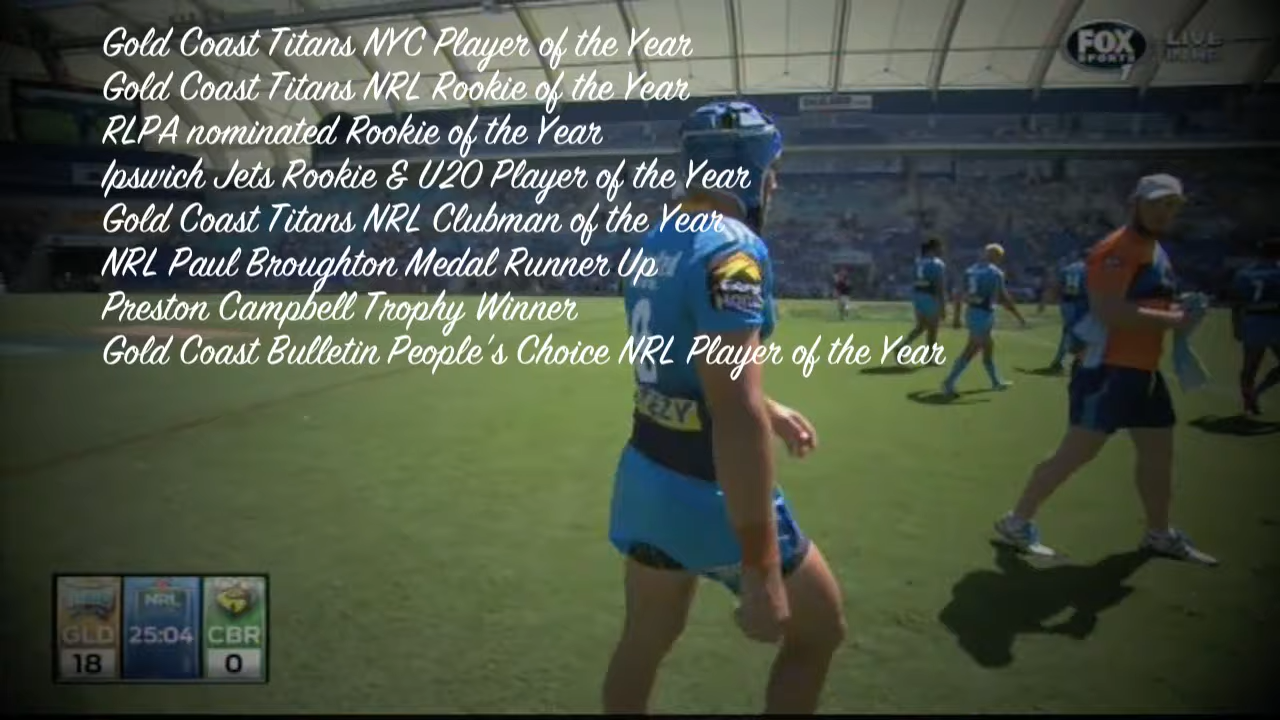 Gold Coast Titans NYC Player of the Year
Gold Coast Titans NRL Rookie of the Year
RLPA nominated Rookie of the Year
Ipswich Jets Rookie & U20 Player of the Year
Gold Coast Titans NRL Clubman of the Year
NRL Paul Broughton Medal Runner Up
Preston Campbell Trophy Winner
Gold Coast Bulletin People's Choice NRL Player of the Year
FOX
SPORTS
1
LIVE
NRL
GLD 25:04 CBR
18 0